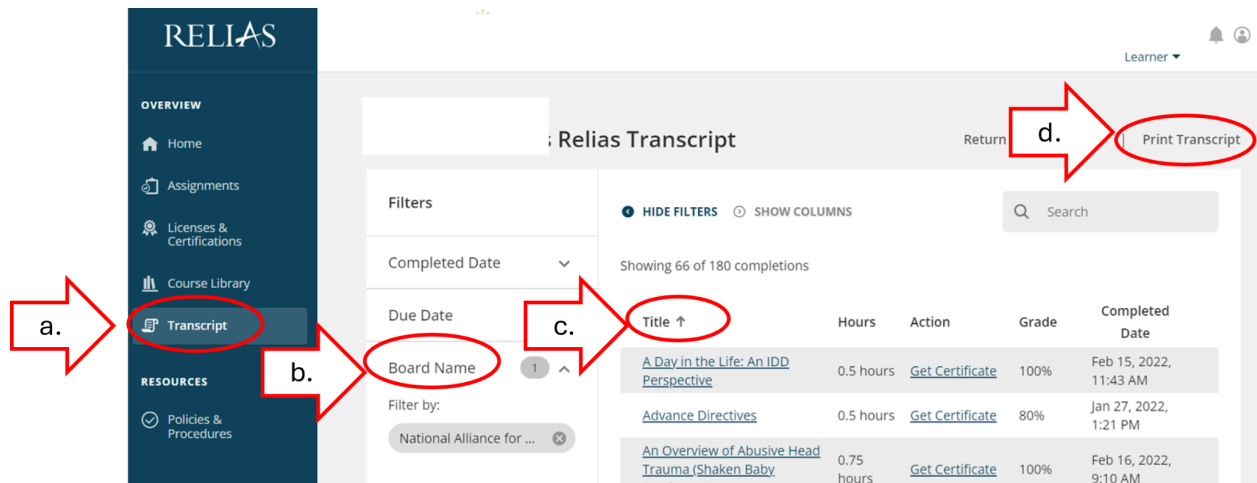 RELIAS
Learner
OVERVIEW
Home
Assignments
Licenses &
Certifications
Course Library
Transcript
RESOURCES
Policies &
Procedures
a.
b.
c.
d.
s Relias Transcript
Return
| Print Transcript
Filters
Completed Date
Due Date
Board Name 1
Filter by:
National Alliance for ...
HIDE FILTERS SHOW COLUMNS
Search
Showing 66 of 180 completions
Title ↑ Hours Action Grade Completed
Date
A Day in the Life: An IDD
Perspective
0.5 hours Get Certificate 100% Feb 15, 2022,
11:43 AM
Advance Directives 0.5 hours Get Certificate 80% Jan 27, 2022,
1:21 PM
An Overview of Abusive Head
Trauma (Shaken Baby
0.75
hours
Get Certificate 100% Feb 16, 2022,
9:10 AM